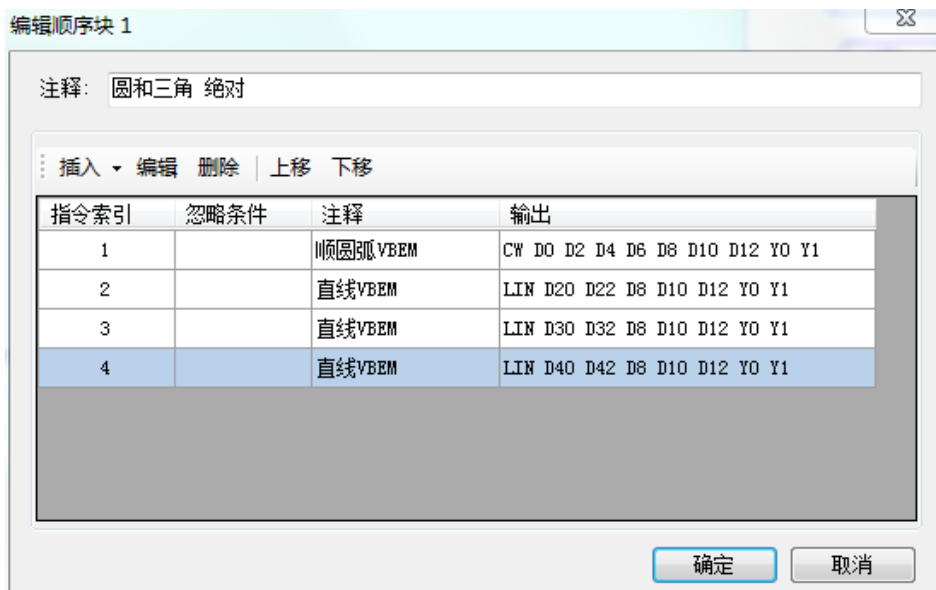 编辑顺序块 1
注释: 圆和三角 绝对
插入 编辑 删除 上移 下移
指令索引 忽略条件 注释 输出
1 顺圆弧VBEM CW D0 D2 D4 D6 D8 D10 D12 Y0 Y1
2 直线VBEM LIN D20 D22 D8 D10 D12 Y0 Y1
3 直线VBEM LIN D30 D32 D8 D10 D12 Y0 Y1
4 直线VBEM LIN D40 D42 D8 D10 D12 Y0 Y1
确定 取消